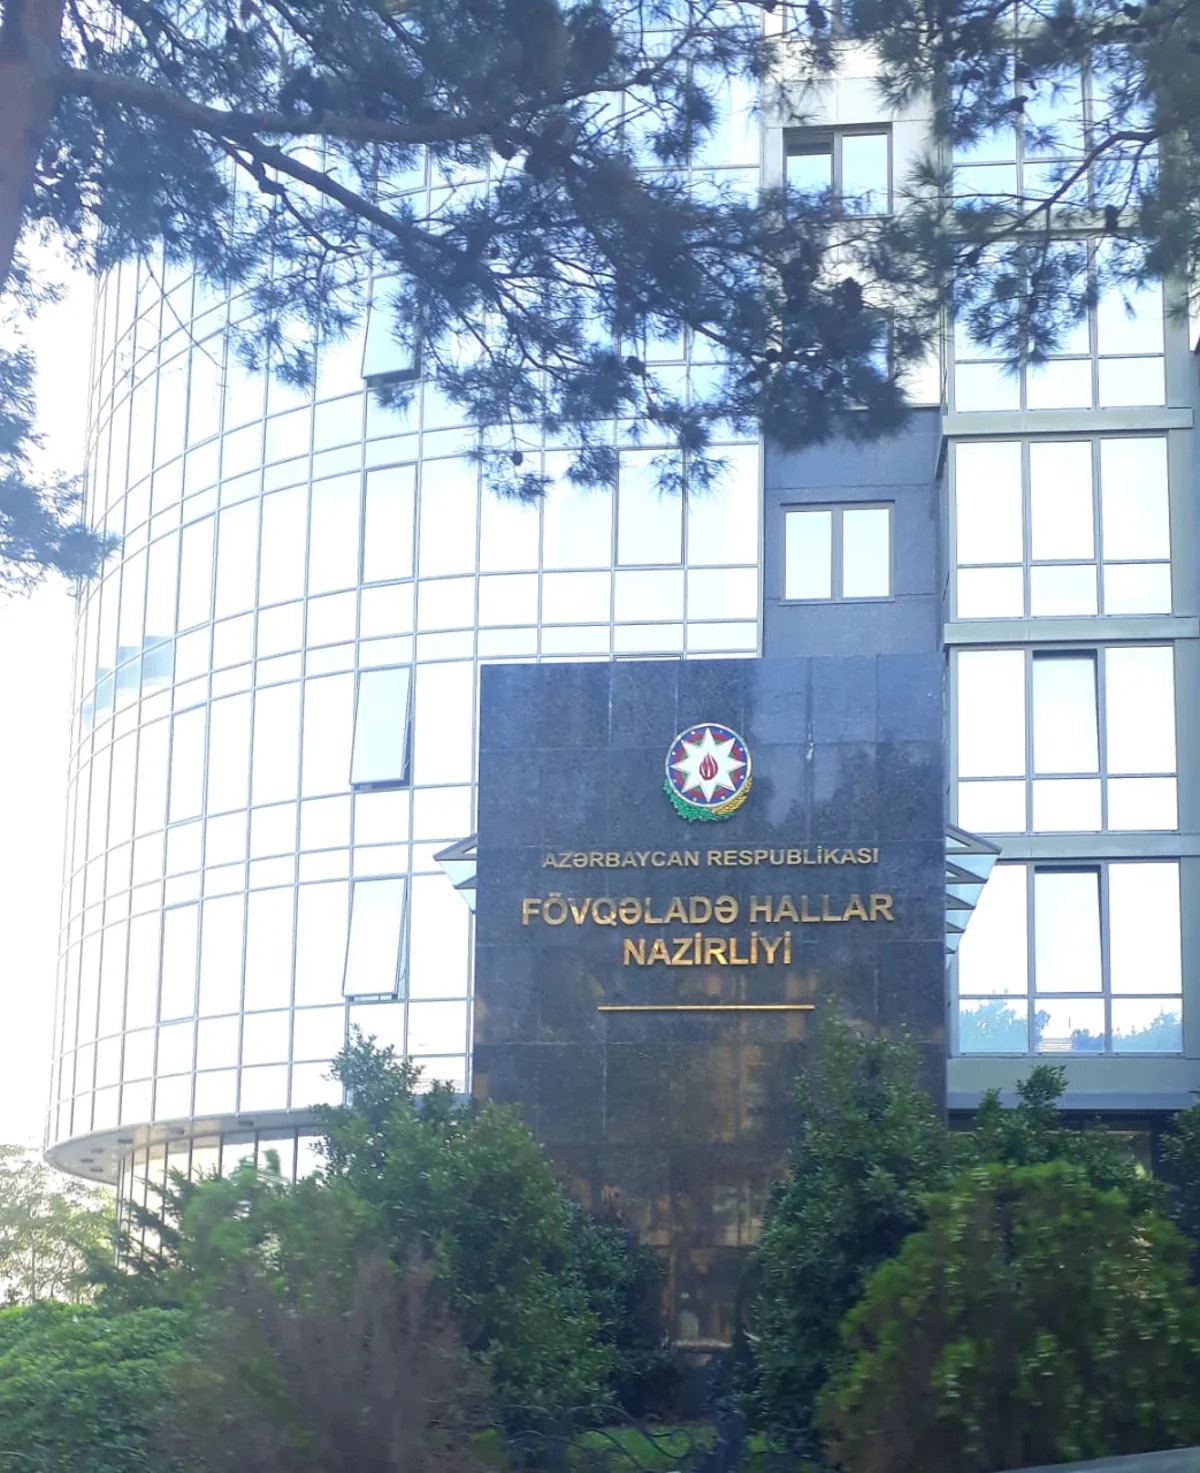 AZƏRBAYCAN RESPUBLİKASI
FÖVQƏLADƏ HALLAR
NAZİRLİYİ